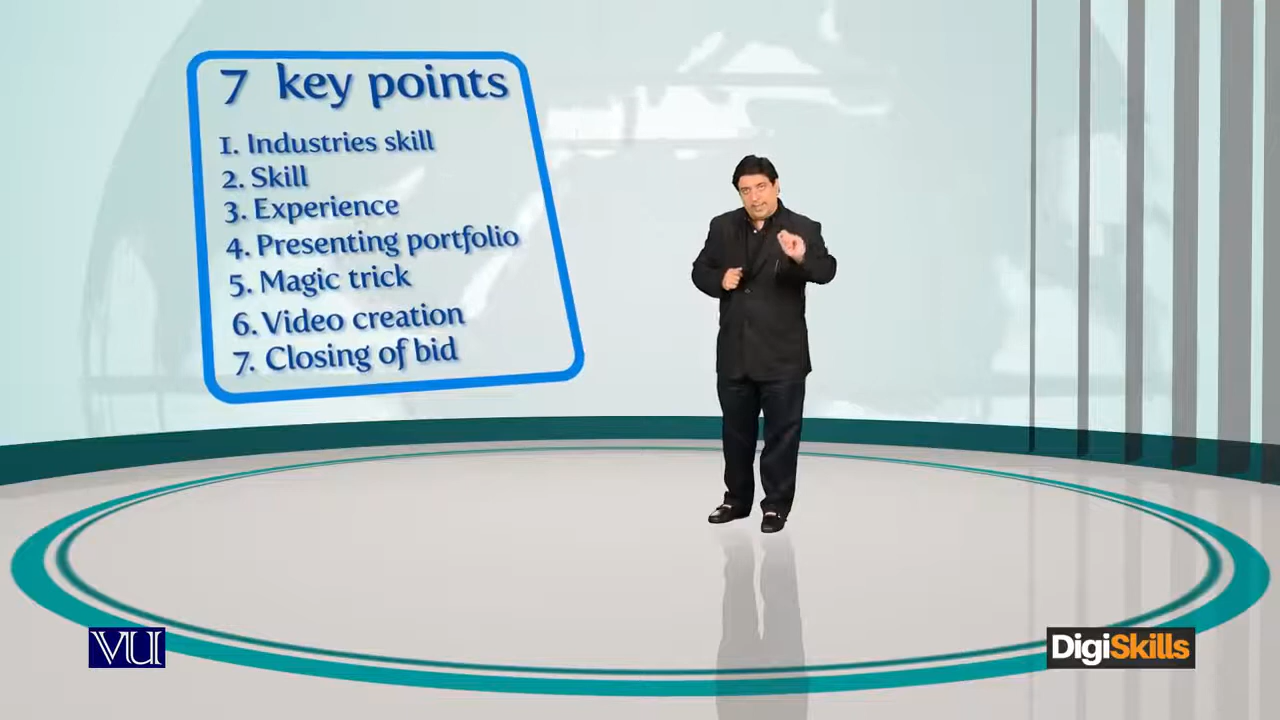 7 key points
1. Industries skill
2. Skill
3. Experience
4. Presenting portfolio
5. Magic trick
6. Video creation
7. Closing of bid
VU
DigiSkills